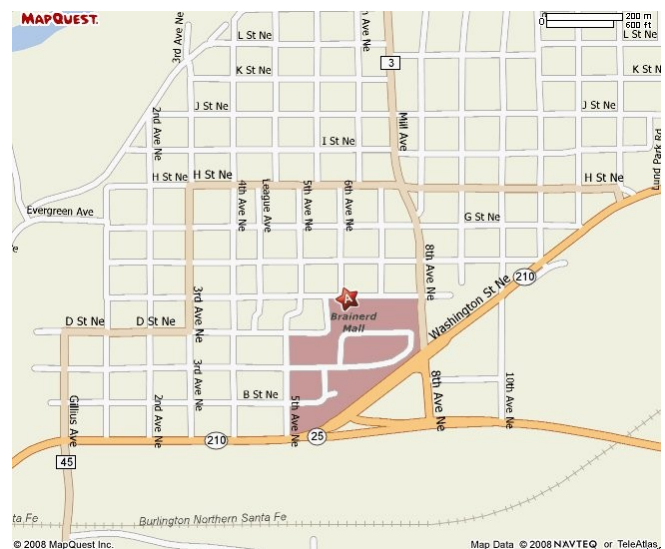 MAPQUEST.
200 m
600 ft
0
L St Ne
L St Ne
3rd Ave Ne
3
K St Ne
K St Ne
J St Ne
J St Ne
2nd Ave Ne
Mill Ave
I St Ne
H St Ne
H St Ne
H St Ne
4th Ave Ne
League Ave
5th Ave Ne
6th Ave Ne
Evergreen Ave
G St Ne
8th Ave Ne
210
Washington St Ne
A
Brainerd
Mall
3rd Ave Ne
D St Ne
D St Ne
3rd Ave Ne
B St Ne
Gillius Ave
2nd Ave Ne
5th Ave Ne
8th Ave Ne
10th Ave Ne
210
25
45
ta Fe
Burlington Northern Santa Fe
© 2008 MapQuest Inc.
Map Data © 2008 NAVTEQ or TeleAtlas